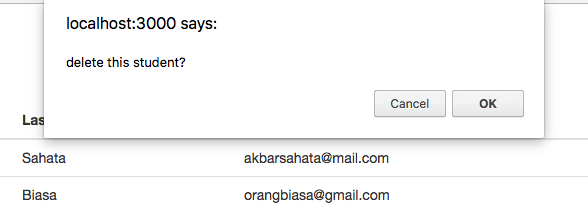 localhost:3000 says:
delete this student?
Cancel OK
Las
Sahata akbarsahata@mail.com
Biasa orangbiasa@gmail.com